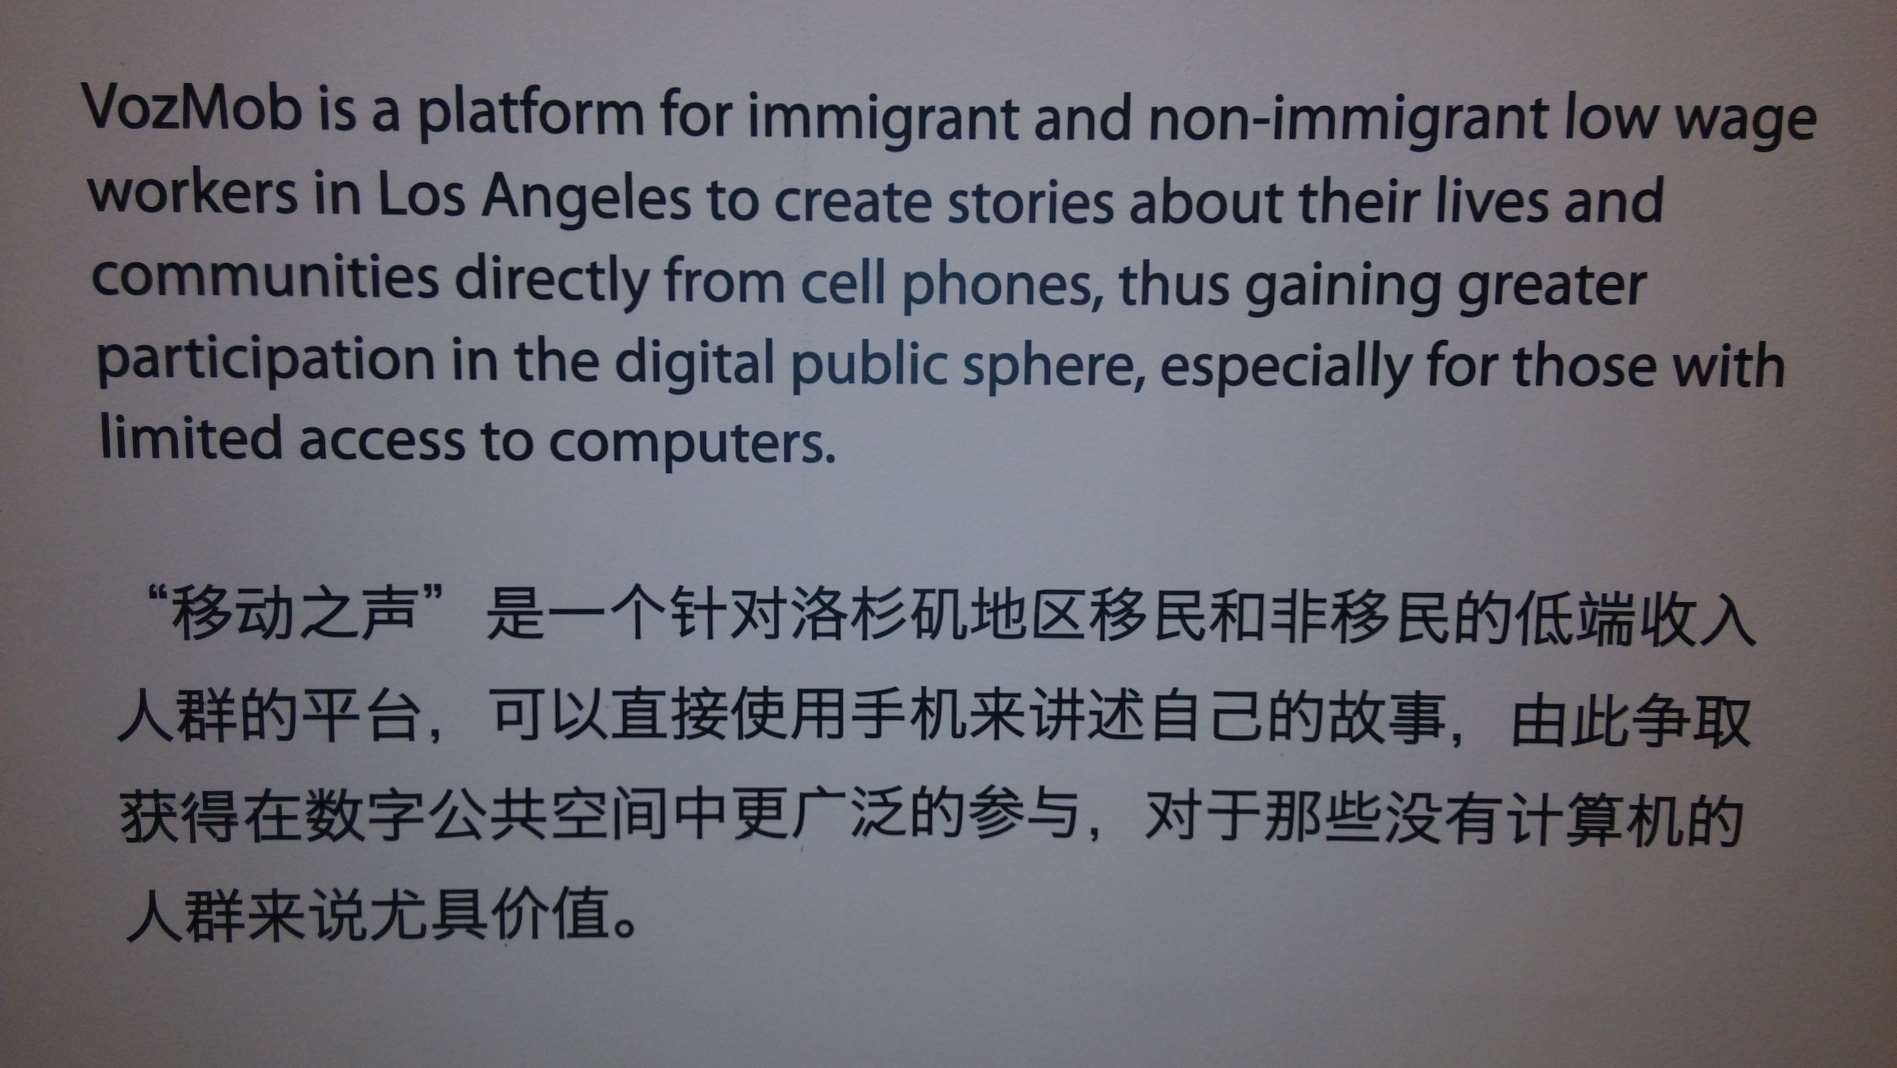 VozMob is a platform for immigrant and non-immigrant low wage
workers in Los Angeles to create stories about their lives and
communities directly from cell phones, thus gaining greater
participation in the digital public sphere, especially for those with
limited access to computers.
“移动之声”是一个针对洛杉矶地区移民和非移民的低端收入
人群的平台，可以直接使用手机来讲述自己的故事，由此争取
获得在数字公共空间中更广泛的参与，对于那些没有计算机的
人群来说尤具价值。